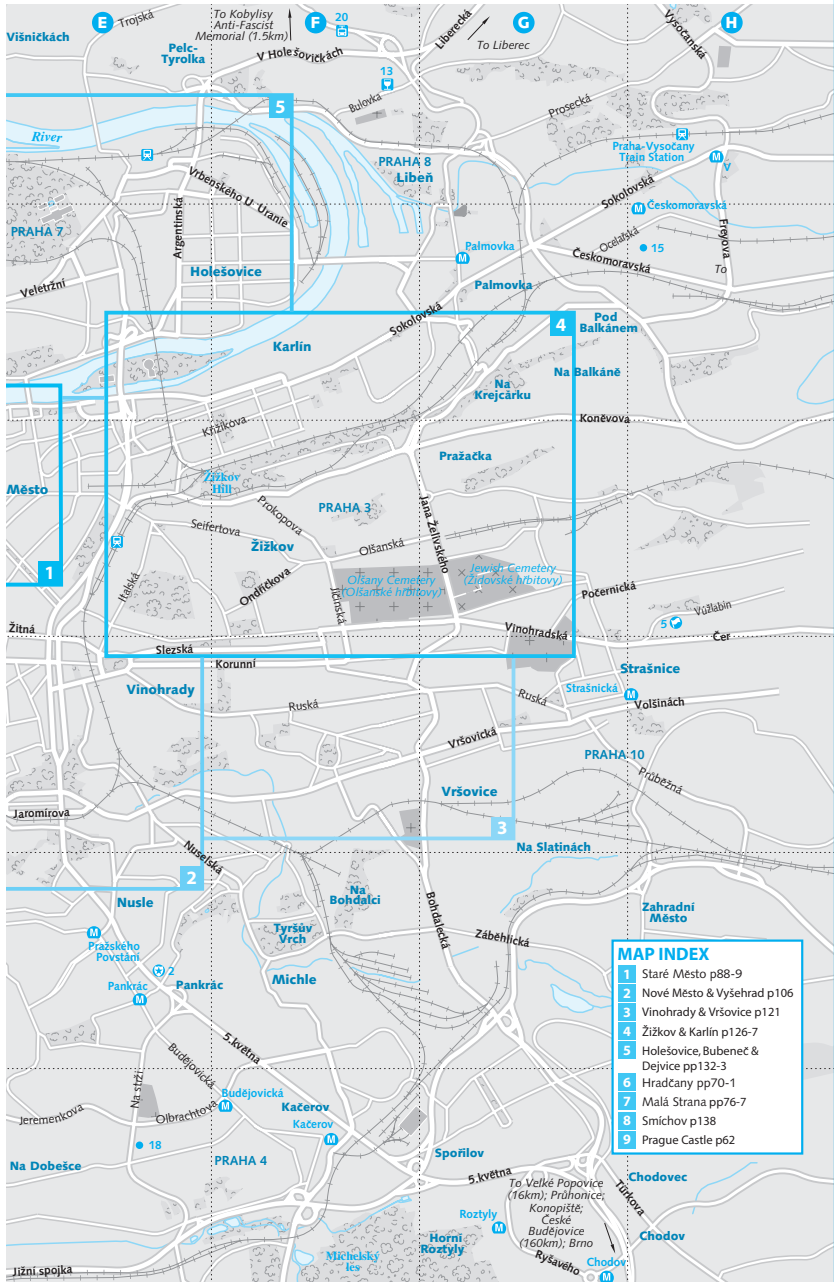 E
F
G
H
Trojská
To Kobylisy
Anti-Fascist
Memorial (1.5km)
20
Liberecká
To Liberec
Vysočanská
Višničkách
Pelc-
Tyrolka
V Holešovičkách
13
Bulovka
Prosecká
5
River
PRAHA 8
Libeň
Praha-Vysočany
Train Station
M
V
Vrbenského U Uranie
Sokolovská
M Českomoravská
PRAHA 7
Argentinská
Freyova
Ocelařská
15
Palmovka
M
Českomoravská
To
Holešovice
Veletržní
Palmovka
Sokolovská
4
Pod
Balkánem
Karlín
Na Balkáně
Na
Krejcárku
Křižíkova
Koněvova
Pražačka
Město
Žižkov
Hill
Prokopova
PRAHA 3
Jana Želivského
Seifertova
Žižkov
Olšanská
1
Italská
Ondříčkova
Jičínská
Olšany Cemetery
(Olšanské hřbitovy)
Jewish Cemetery
(Židovské hřbitovy)
Počernická
Vúžlabin
5
Žitná
Vinohradská
Čer
Slezská
Korunní
Strašnice
Vinohrady
Strašnická
M
Ruská
Ruská
Volšinách
Vršovická
PRAHA 10
Průběžná
Vršovice
Jaromírova
3
Nuselská
Na Slatinách
2
Nusle
Na
Bohdalci
Bohdalecká
Zahradní
Město
M
Pražského
Povstání
Tyršův
Vrch
Záběhlická
2
Pankrác
M
Pankrác
Michle
MAP INDEX
1 Staré Město p88-9
2 Nové Město & Vyšehrad p106
3 Vinohrady & Vršovice p121
4 Žižkov & Karlín p126-7
5 Holešovice, Bubeneč &
Dejvice pp132-3
6 Hradčany pp70-1
7 Malá Strana pp76-7
8 Smíchov p138
9 Prague Castle p62
5.května
Budějovická
Na strži
Budějovická
M
Kačerov
Jeremenkova
Olbrachtova
Kačerov
M
18
Na Dobešce
PRAHA 4
Spořilov
5.května
Chodovec
To Velké Popovice
(16km); Průhonice;
Konopiště;
České
Budějovice
(160km); Brno
Türkova
Roztyly
M
Chodov
Horní
Roztyly
Michelský
les
Ryšavého
Chodov
M
Jižní spojka